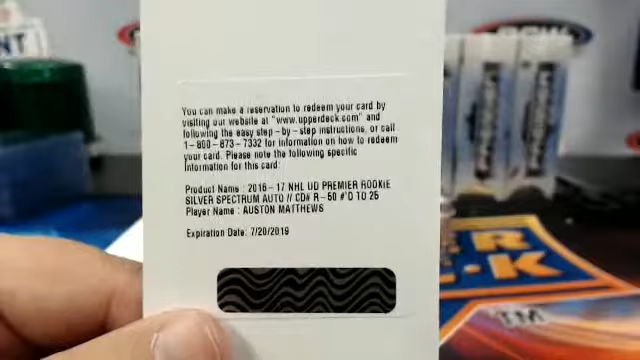 You can make a reservation to redeem your card by
visiting our website at "www.upperdeck.com" and
following the easy step-by-step instructions, or call
1-800-873-7332 for information on how to redeem
your card. Please note the following specific
information for this card:
Product Name : 2016-17 NHL UD PREMIER ROOKIE
SILVER SPECTRUM AUTO // CD# R-50 #'D TO 25
Player Name : AUSTON MATTHEWS
Expiration Date: 7/20/2019
TM